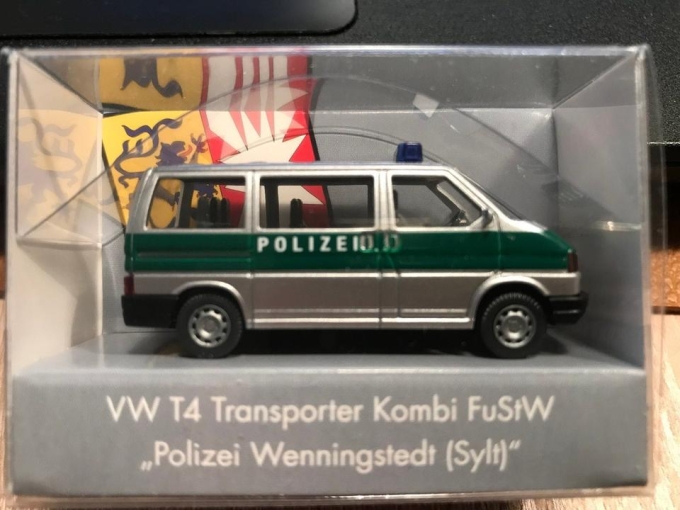 POLIZEI
VW T4 Transporter Kombi FuStW
„Polizei Wenningstedt (Sylt)“